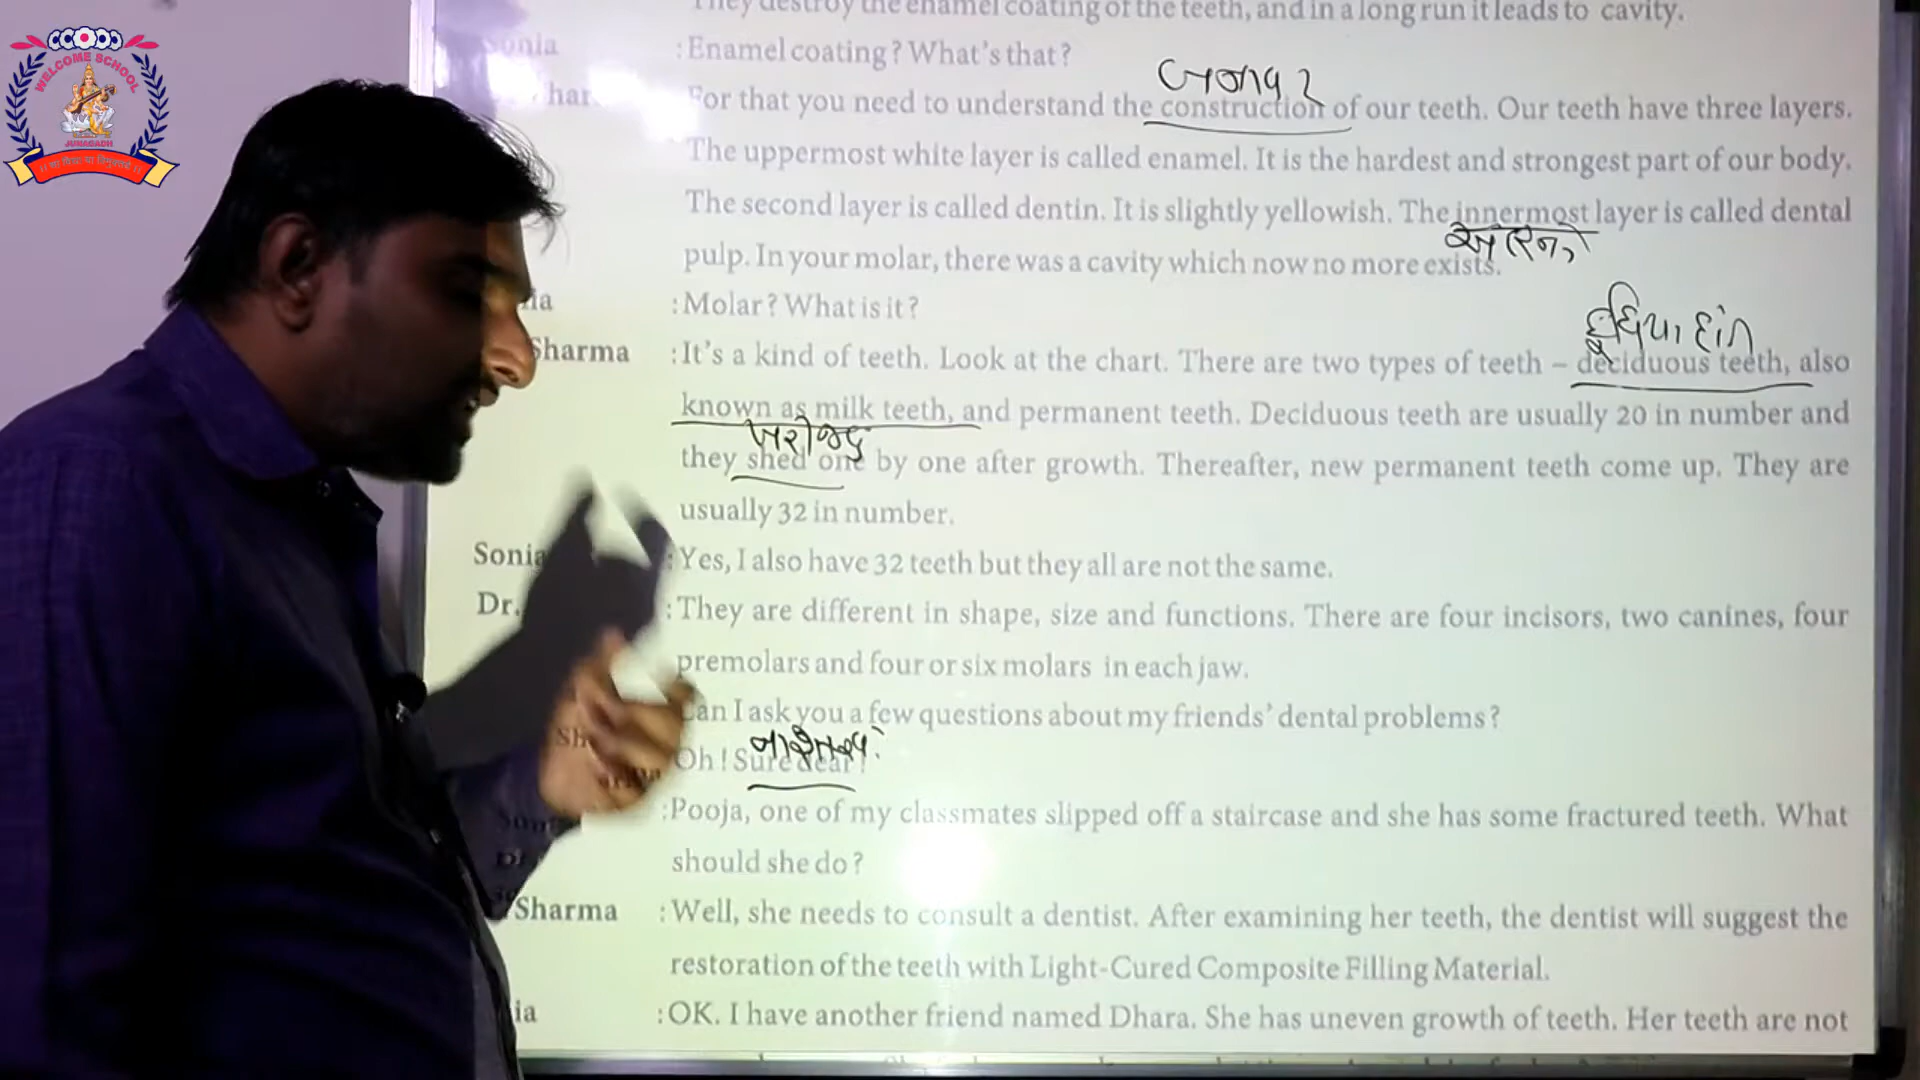 WELCOME SCHOOL
JUNAGADH
They destroy the enamel coating of the teeth, and in a long run it leads to cavity.
Sonia : Enamel coating? What's that?
બનાવટ
har For that you need to understand the construction of our teeth. Our teeth have three layers.
The uppermost white layer is called enamel. It is the hardest and strongest part of our body.
The second layer is called dentin. It is slightly yellowish. The innermost layer is called dental
pulp. In your molar, there was a cavity which now no more exists.
ia : Molar? What is it?
દુધિયા દાંત
Sharma : It's a kind of teeth. Look at the chart. There are two types of teeth – deciduous teeth, also
known as milk teeth, and permanent teeth. Deciduous teeth are usually 20 in number and
they shed one by one after growth. Thereafter, new permanent teeth come up. They are
usually 32 in number.
Sonia : Yes, I also have 32 teeth but they all are not the same.
Dr. : They are different in shape, size and functions. There are four incisors, two canines, four
premolars and four or six molars in each jaw.
Can I ask you a few questions about my friends' dental problems?
Oh! Sure dear!
: Pooja, one of my classmates slipped off a staircase and she has some fractured teeth. What
should she do?
Sharma : Well, she needs to consult a dentist. After examining her teeth, the dentist will suggest the
restoration of the teeth with Light-Cured Composite Filling Material.
ia : OK. I have another friend named Dhara. She has uneven growth of teeth. Her teeth are not